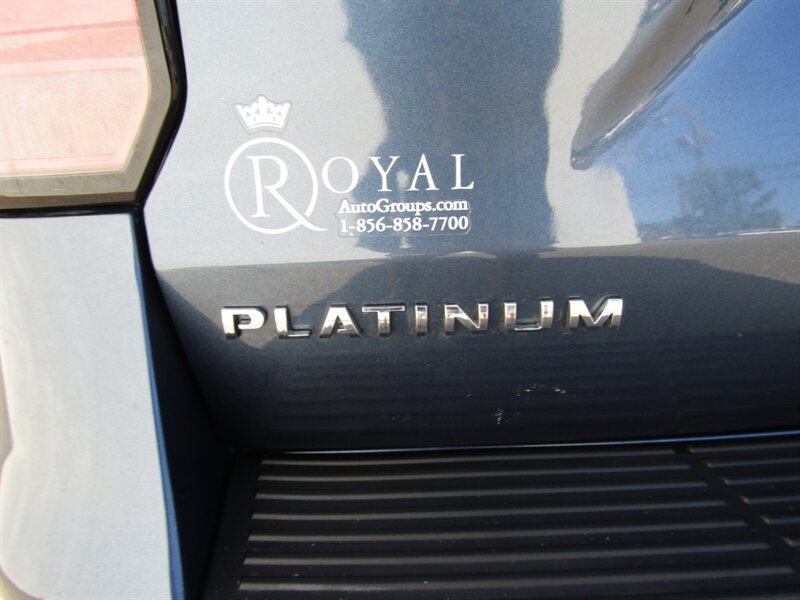 ROYAL
AutoGroups.com
1-856-858-7700
PLATINUM